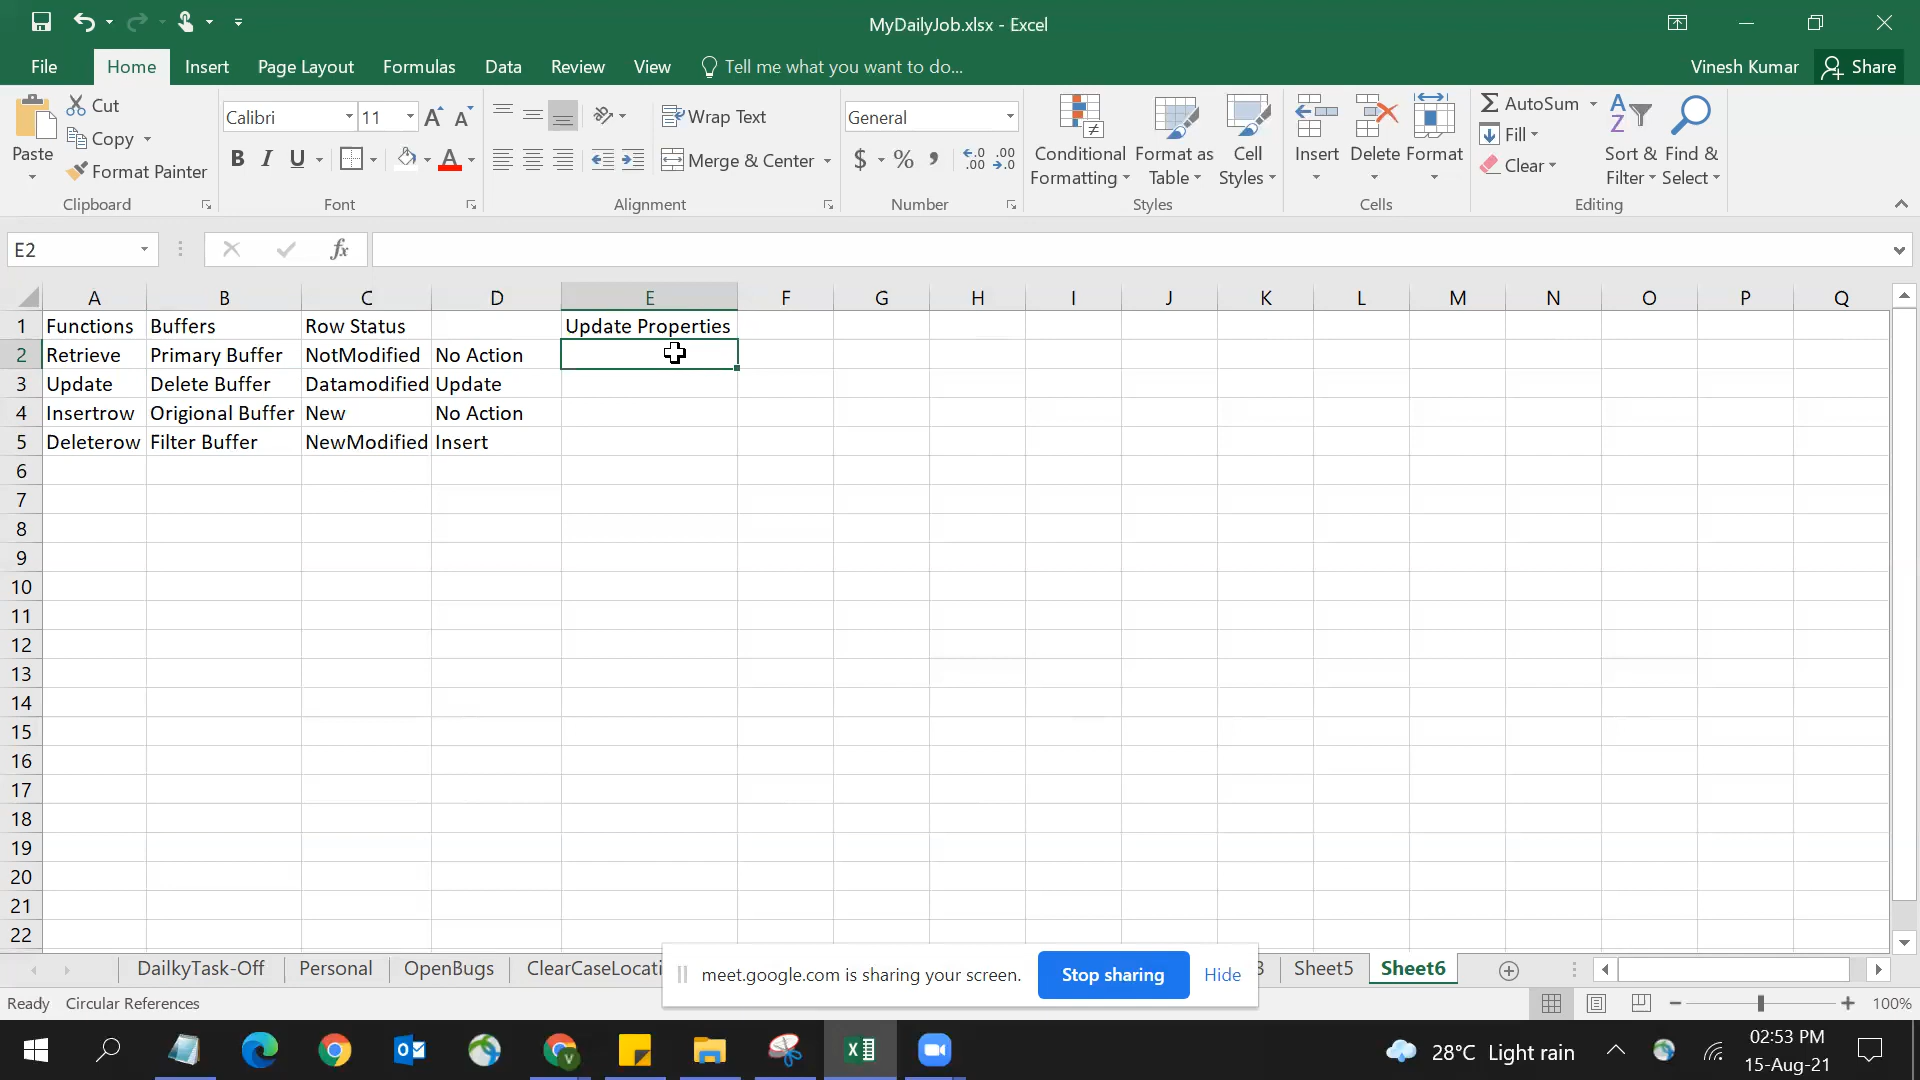 MyDailyJob.xlsx - Excel
File Home Insert Page Layout Formulas Data Review View Tell me what you want to do... Vinesh Kumar Share
Paste Cut Copy Format Painter
Clipboard
Calibri 11
B I U
Font
Wrap Text
Merge & Center
Alignment
General
$ % ,
Number
Conditional Formatting
Format as Table
Cell Styles
Styles
Insert Delete Format
Cells
AutoSum
Fill
Clear
Sort & Filter
Find & Select
Editing
E2 fx
A B C D E F G H I J K L M N O P Q
1 Functions Buffers Row Status Update Properties
2 Retrieve Primary Buffer NotModified No Action
3 Update Delete Buffer Datamodified Update
4 Insertrow Origional Buffer New No Action
5 Deleterow Filter Buffer NewModified Insert
6
7
8
9
10
11
12
13
14
15
16
17
18
19
20
21
22
DailkyTask-Off Personal OpenBugs ClearCaseLocati 3 Sheet5 Sheet6
meet.google.com is sharing your screen. Stop sharing Hide
Ready Circular References 100%
28°C Light rain 02:53 PM
15-Aug-21